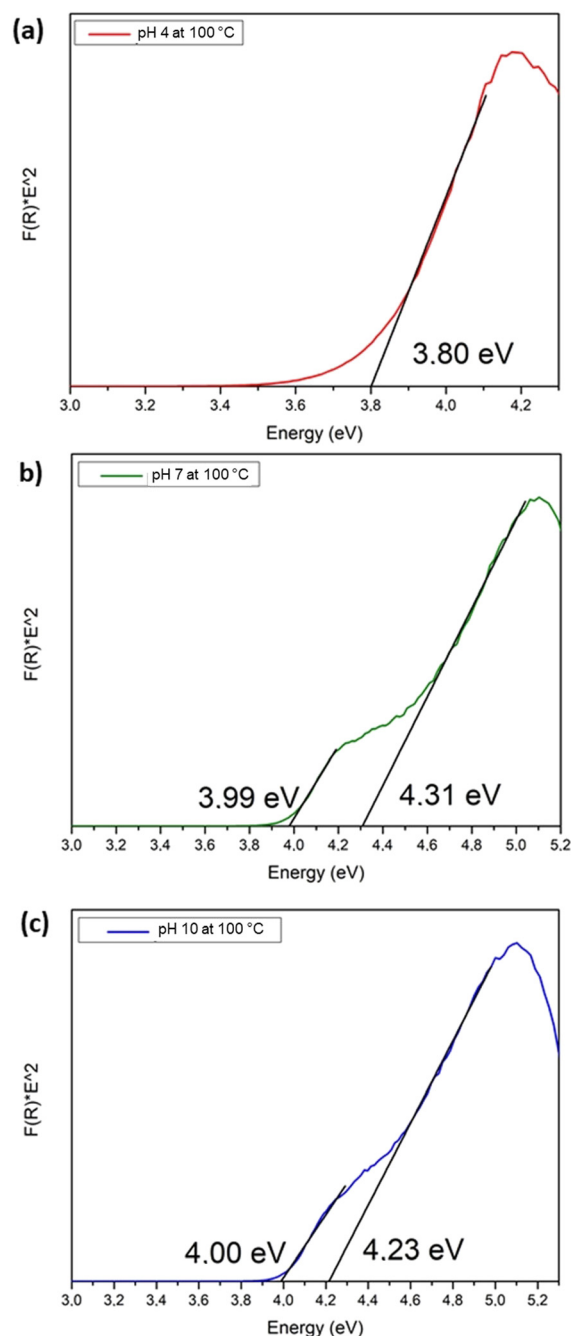 (a)
pH 4 at 100 °C
F(R)*E^2
3.80 eV
3.0 3.2 3.4 3.6 3.8 4.0 4.2
Energy (eV)
b)
pH 7 at 100 °C
F(R)*E^2
3.99 eV
4.31 eV
3.0 3.2 3.4 3.6 3.8 4.0 4.2 4.4 4.6 4.8 5.0 5.2
Energy (eV)
(c)
pH 10 at 100 °C
F(R)*E^2
4.00 eV
4.23 eV
3.0 3.2 3.4 3.6 3.8 4.0 4.2 4.4 4.6 4.8 5.0 5.2
Energy (eV)